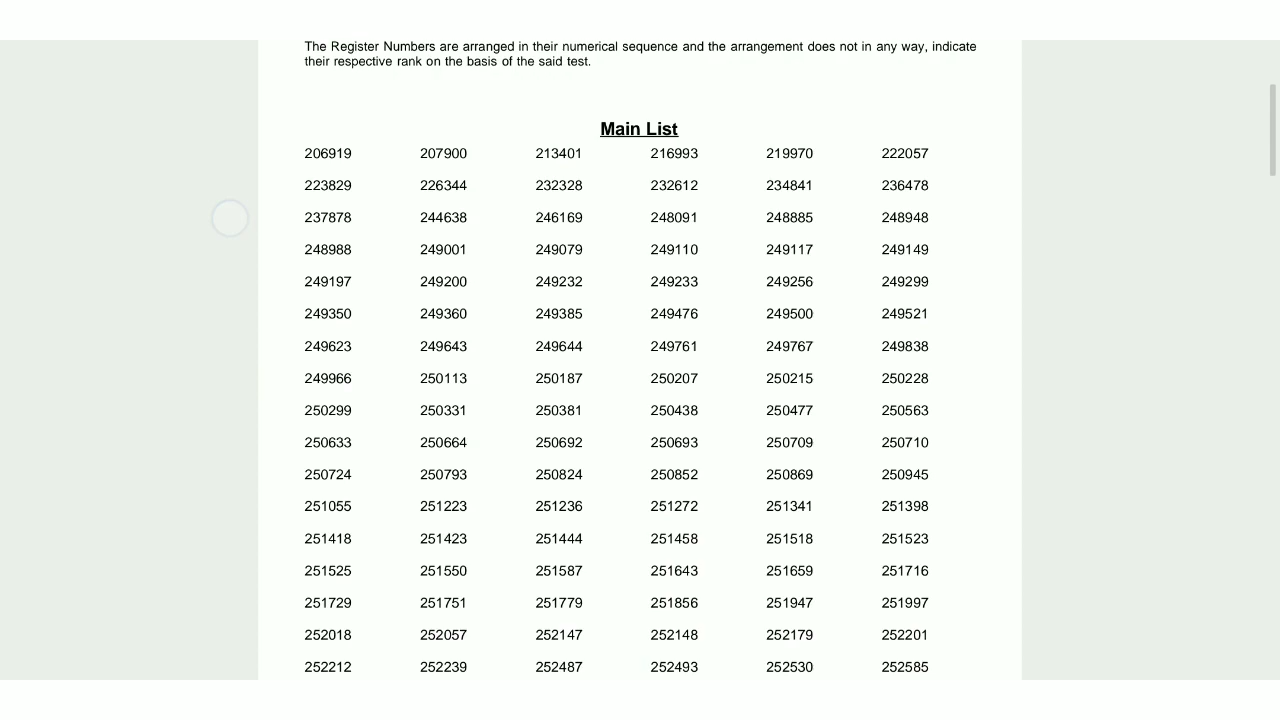 The Register Numbers are arranged in their numerical sequence and the arrangement does not in any way, indicate
their respective rank on the basis of the said test.
Main List
206919 207900 213401 216993 219970 222057
223829 226344 232328 232612 234841 236478
237878 244638 246169 248091 248885 248948
248988 249001 249079 249110 249117 249149
249197 249200 249232 249233 249256 249299
249350 249360 249385 249476 249500 249521
249623 249643 249644 249761 249767 249838
249966 250113 250187 250207 250215 250228
250299 250331 250381 250438 250477 250563
250633 250664 250692 250693 250709 250710
250724 250793 250824 250852 250869 250945
251055 251223 251236 251272 251341 251398
251418 251423 251444 251458 251518 251523
251525 251550 251587 251643 251659 251716
251729 251751 251779 251856 251947 251997
252018 252057 252147 252148 252179 252201
252212 252239 252487 252493 252530 252585